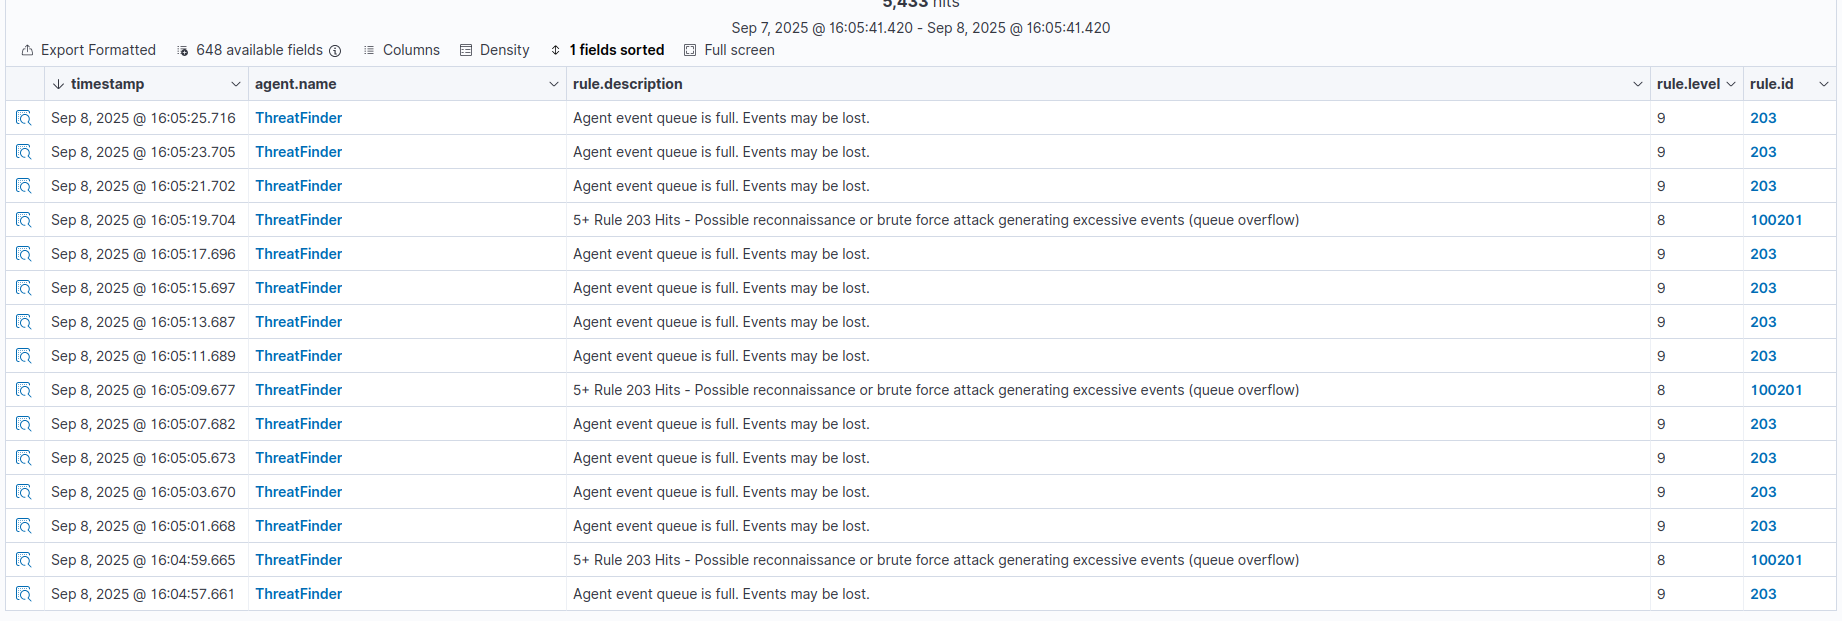 5,433 hits
Sep 7, 2025 @ 16:05:41.420 - Sep 8, 2025 @ 16:05:41.420
Export Formatted 648 available fields Columns Density 1 fields sorted Full screen
timestamp agent.name rule.description rule.level rule.id
Sep 8, 2025 @ 16:05:25.716 ThreatFinder Agent event queue is full. Events may be lost. 9 203
Sep 8, 2025 @ 16:05:23.705 ThreatFinder Agent event queue is full. Events may be lost. 9 203
Sep 8, 2025 @ 16:05:21.702 ThreatFinder Agent event queue is full. Events may be lost. 9 203
Sep 8, 2025 @ 16:05:19.704 ThreatFinder 5+ Rule 203 Hits - Possible reconnaissance or brute force attack generating excessive events (queue overflow) 8 100201
Sep 8, 2025 @ 16:05:17.696 ThreatFinder Agent event queue is full. Events may be lost. 9 203
Sep 8, 2025 @ 16:05:15.697 ThreatFinder Agent event queue is full. Events may be lost. 9 203
Sep 8, 2025 @ 16:05:13.687 ThreatFinder Agent event queue is full. Events may be lost. 9 203
Sep 8, 2025 @ 16:05:11.689 ThreatFinder Agent event queue is full. Events may be lost. 9 203
Sep 8, 2025 @ 16:05:09.677 ThreatFinder 5+ Rule 203 Hits - Possible reconnaissance or brute force attack generating excessive events (queue overflow) 8 100201
Sep 8, 2025 @ 16:05:07.682 ThreatFinder Agent event queue is full. Events may be lost. 9 203
Sep 8, 2025 @ 16:05:05.673 ThreatFinder Agent event queue is full. Events may be lost. 9 203
Sep 8, 2025 @ 16:05:03.670 ThreatFinder Agent event queue is full. Events may be lost. 9 203
Sep 8, 2025 @ 16:05:01.668 ThreatFinder Agent event queue is full. Events may be lost. 9 203
Sep 8, 2025 @ 16:04:59.665 ThreatFinder 5+ Rule 203 Hits - Possible reconnaissance or brute force attack generating excessive events (queue overflow) 8 100201
Sep 8, 2025 @ 16:04:57.661 ThreatFinder Agent event queue is full. Events may be lost. 9 203